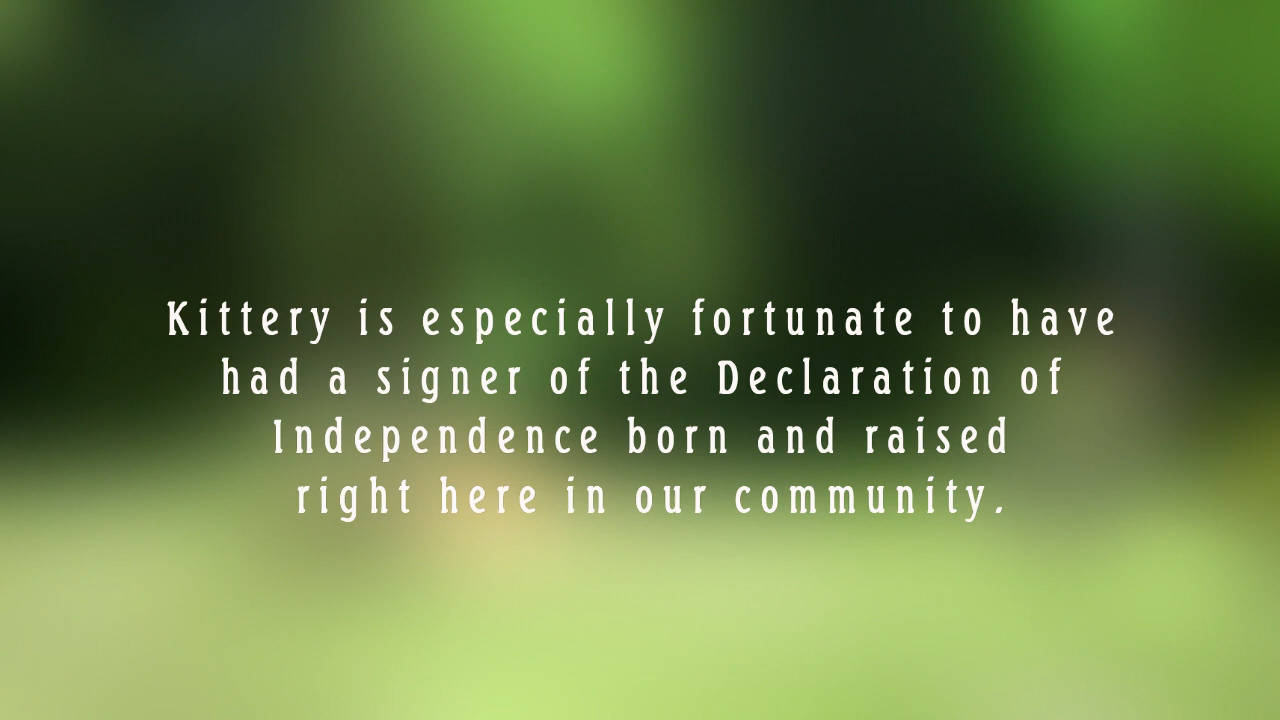 Kittery is especially fortunate to have
had a signer of the Declaration of
Independence born and raised
right here in our community.